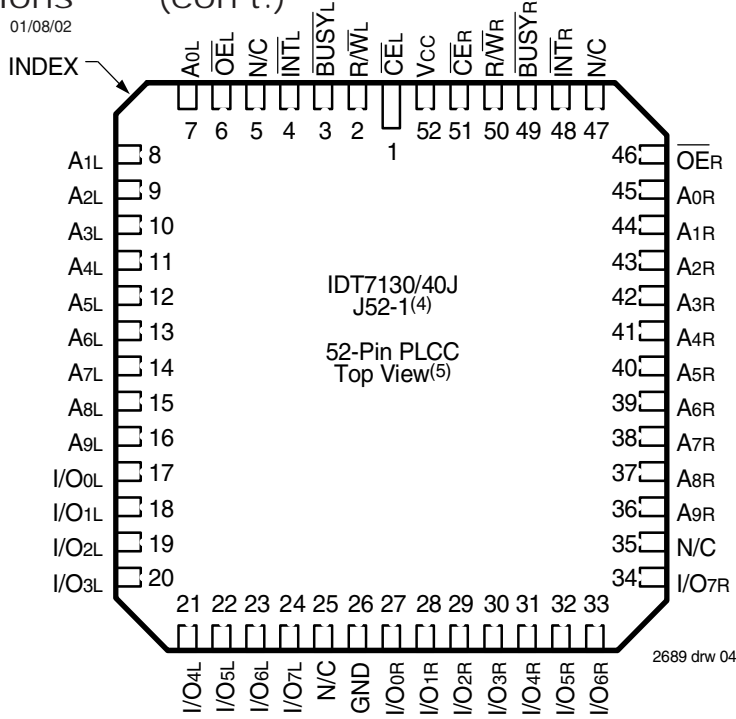 (con't.)
01/08/02
INDEX
A0L
OEL
N/C
INTL
BUSYL
R/WL
CEL
VCC
CER
R/WR
BUSYR
INTR
N/C
7 6 5 4 3 2 1 52 51 50 49 48 47
A1L 8
A2L 9
A3L 10
A4L 11
A5L 12
A6L 13
A7L 14
A8L 15
A9L 16
I/O0L 17
I/O1L 18
I/O2L 19
I/O3L 20
IDT7130/40J
J52-1(4)
52-Pin PLCC
Top View(5)
46 OER
45 A0R
44 A1R
43 A2R
42 A3R
41 A4R
40 A5R
39 A6R
38 A7R
37 A8R
36 A9R
35 N/C
34 I/O7R
21 22 23 24 25 26 27 28 29 30 31 32 33
I/O4L
I/O5L
I/O6L
I/O7L
N/C
GND
I/O0R
I/O1R
I/O2R
I/O3R
I/O4R
I/O5R
I/O6R
2689 drw 04